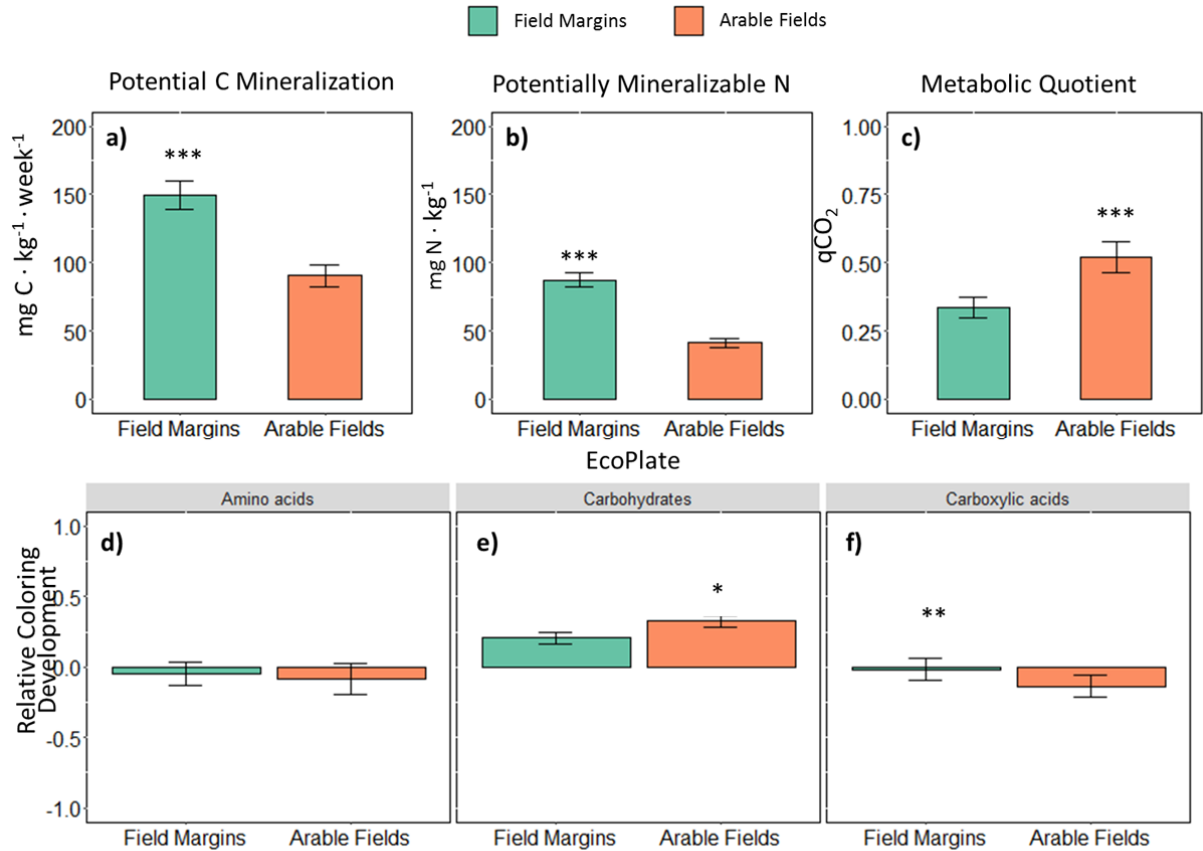 Field Margins Arable Fields
Potential C Mineralization Potentially Mineralizable N Metabolic Quotient
a)
***
mg C · kg⁻¹ · week⁻¹
200
150
100
50
0
Field Margins Arable Fields
b)
***
mg N · kg⁻¹
200
150
100
50
0
Field Margins Arable Fields
c)
***
qCO₂
1.00
0.75
0.50
0.25
0.00
Field Margins Arable Fields
EcoPlate
Amino acids Carbohydrates Carboxylic acids
Relative Coloring
Development
1.0
0.5
0.0
-0.5
-1.0
d)
Field Margins Arable Fields
e)
*
Field Margins Arable Fields
f)
**
Field Margins Arable Fields